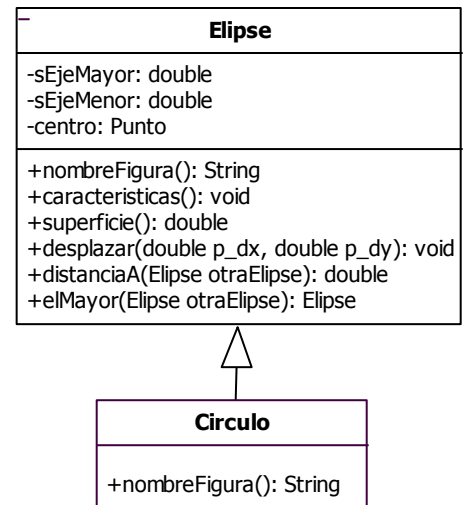 Elipse
-sEjeMayor: double
-sEjeMenor: double
-centro: Punto
+nombreFigura(): String
+caracteristicas(): void
+superficie(): double
+desplazar(double p_dx, double p_dy): void
+distanciaA(Elipse otraElipse): double
+elMayor(Elipse otraElipse): Elipse
Circulo
+nombreFigura(): String